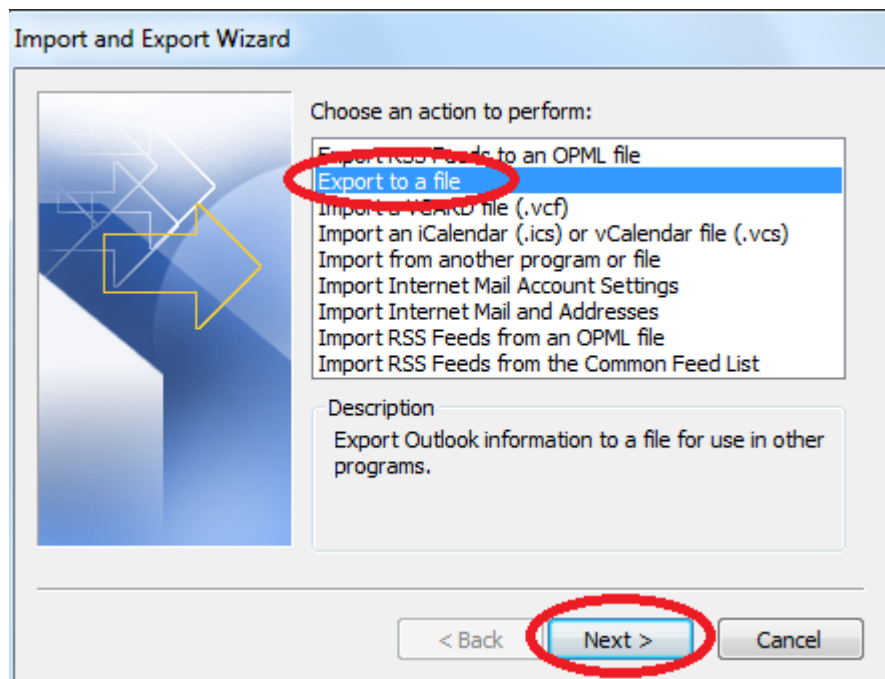 Import and Export Wizard
Choose an action to perform:
Export RSS Feeds to an OPML file
Export to a file
Import a VCARD file (.vcf)
Import an iCalendar (.ics) or vCalendar file (.vcs)
Import from another program or file
Import Internet Mail Account Settings
Import Internet Mail and Addresses
Import RSS Feeds from an OPML file
Import RSS Feeds from the Common Feed List
Description
Export Outlook information to a file for use in other
programs.
< Back Next > Cancel